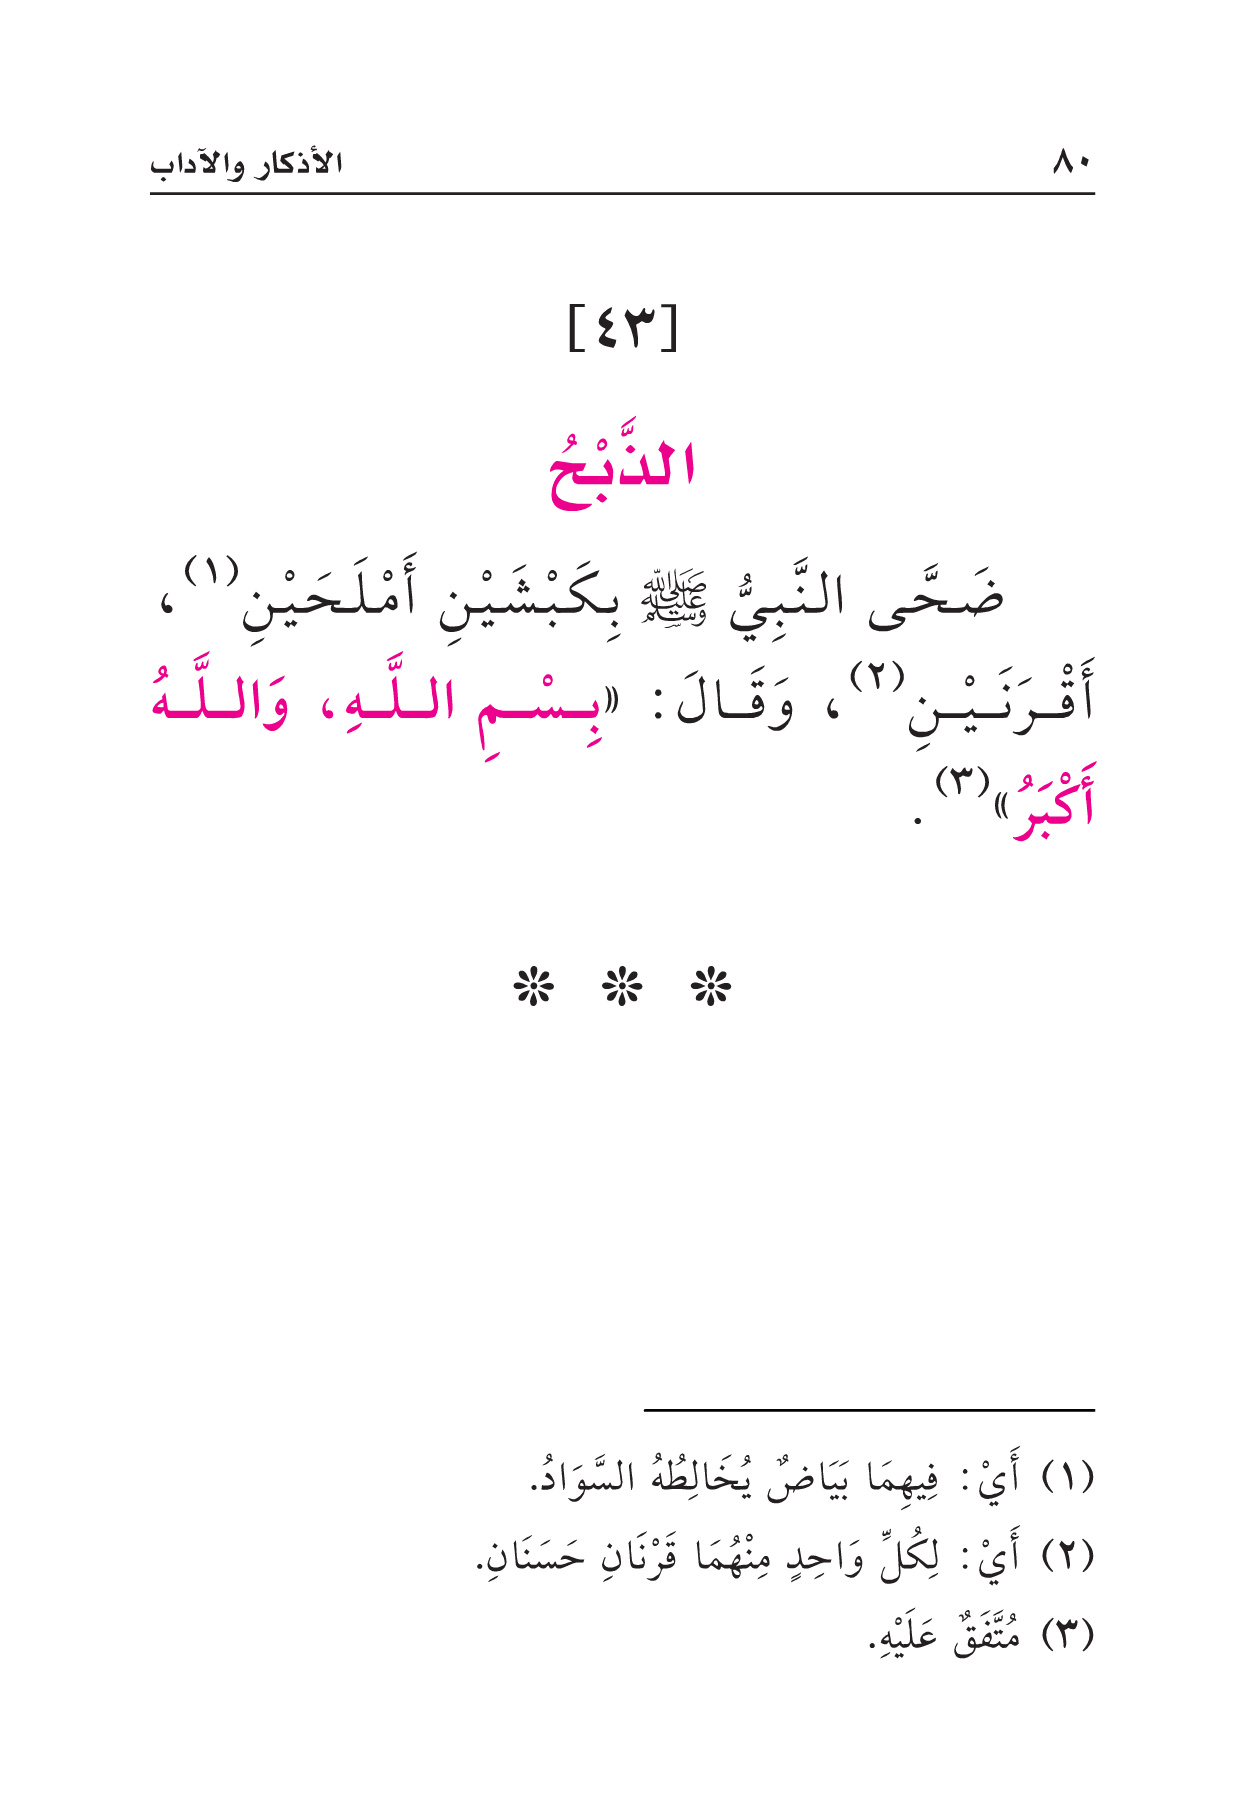 ٨٠ الأذكار والآداب
[٤٣]
الذَّبْحُ
ضَحَّى النَّبِيُّ ﷺ بِكَبْشَيْنِ أَمْلَحَيْنِ(١)،
أَقْرَنَيْنِ(٢)، وَقَالَ: «بِسْمِ اللَّهِ، وَاللَّهُ
أَكْبَرُ»(٣).
(١) أَيْ: فِيهِمَا بَيَاضٌ يُخَالِطُهُ السَّوَادُ.
(٢) أَيْ: لِكُلِّ وَاحِدٍ مِنْهُمَا قَرْنَانِ حَسَنَانِ.
(٣) مُتَّفَقٌ عَلَيْهِ.